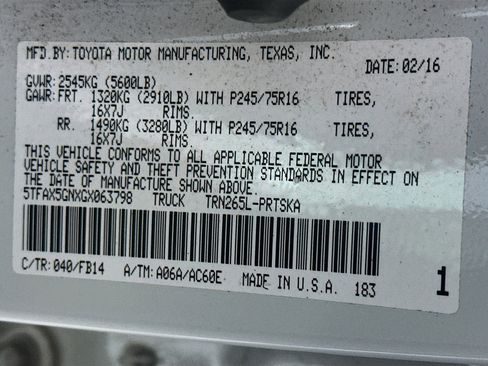 MFD.BY: TOYOTA MOTOR MANUFACTURING, TEXAS, INC.
DATE: 02/16
GVWR: 2545KG (5600LB)
GAWR: FRT. 1320KG (2910LB) WITH P245/75R16 TIRES,
16X7J RIMS.
RR. 1490KG (3280LB) WITH P245/75R16 TIRES,
16X7J RIMS.
THIS VEHICLE CONFORMS TO ALL APPLICABLE FEDERAL MOTOR
VEHICLE SAFETY AND THEFT PREVENTION STANDARDS IN EFFECT ON
THE DATE OF MANUFACTURE SHOWN ABOVE.
5TFAX5GNXGX063798 TRUCK TRN265L-PRTSKA
C/TR: 040/FB14 A/TM: A06A/AC60E MADE IN U.S.A. 183 1